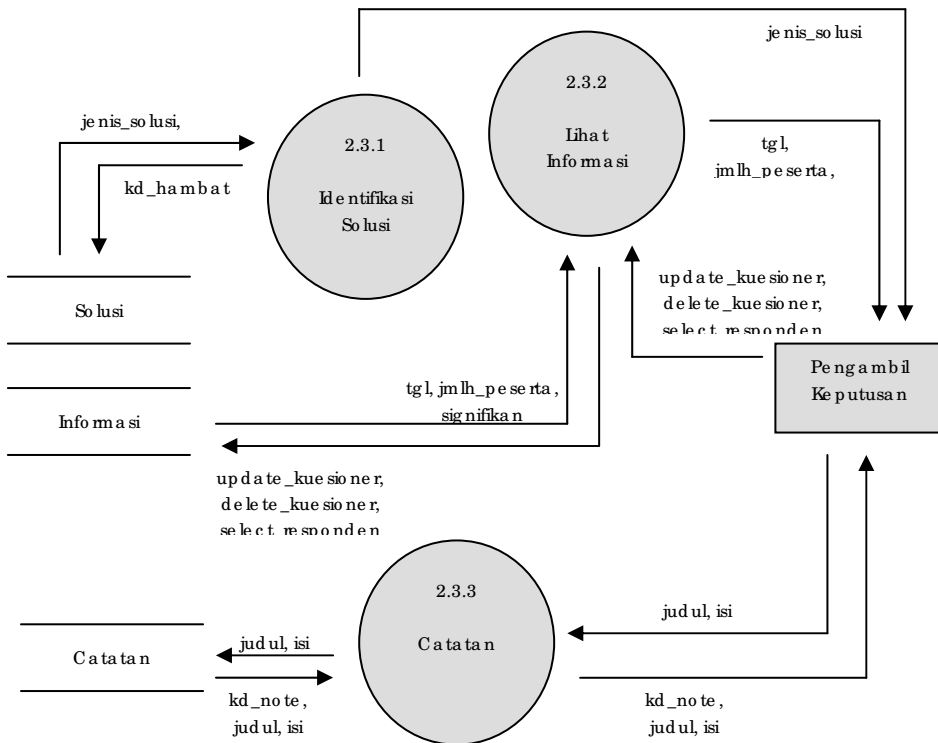 jenis_solusi
2.3.2
Lihat
Informasi
jenis_solusi,
2.3.1
Identifikasi
Solusi
kd_hambat
tgl,
jmlh_peserta,
Solusi
update_kuesioner,
delete_kuesioner,
select_responden
Pengambil
Keputusan
Informasi
tgl, jmlh_peserta,
signifikan
update_kuesioner,
delete_kuesioner,
select_responden
2.3.3
Catatan
judul, isi
Catatan
judul, isi
kd_note,
judul, isi
kd_note,
judul, isi